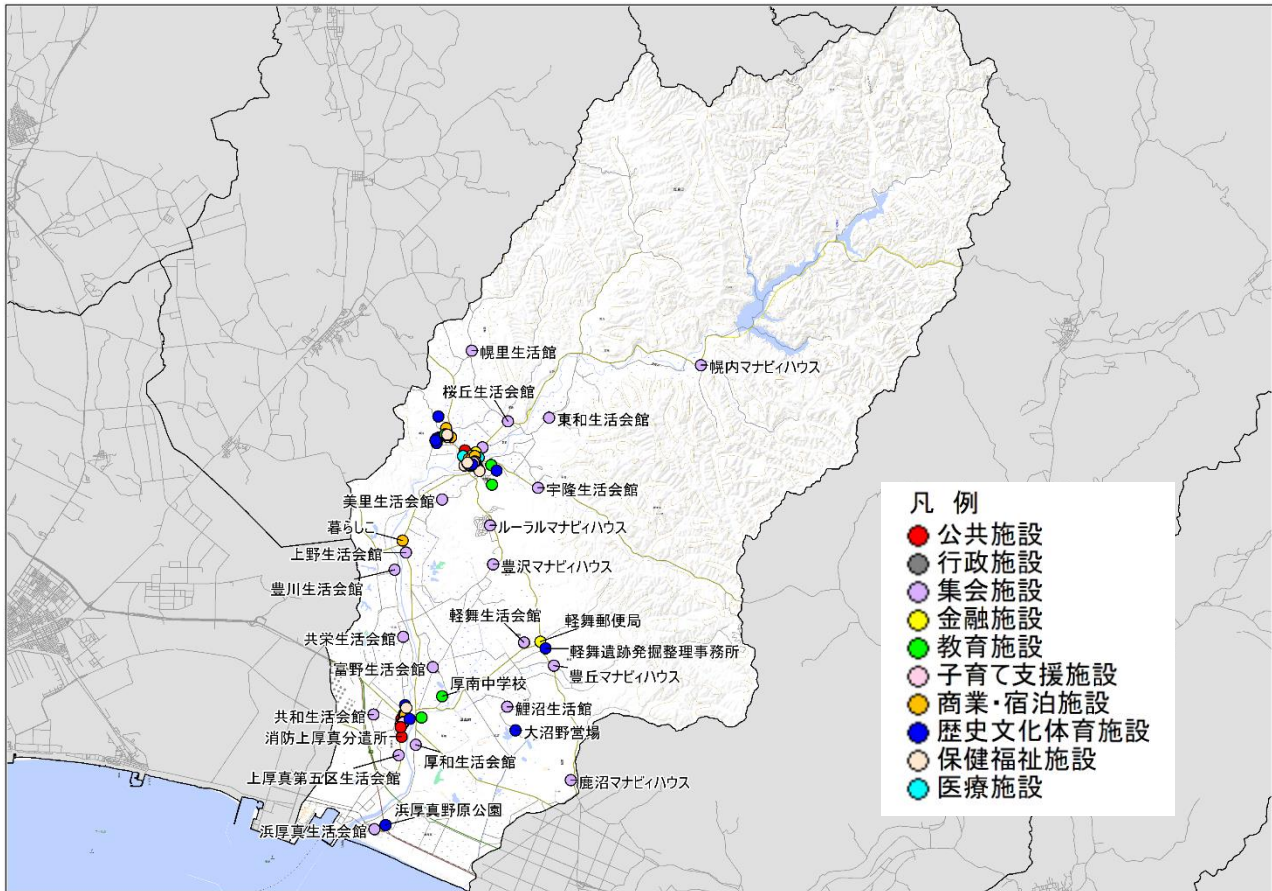 幌里生活館
幌内マナビィハウス
桜丘生活会館
東和生活会館
宇隆生活会館
美里生活会館
ルーラルマナビィハウス
暮らしこ
上野生活会館
豊沢マナビィハウス
豊川生活会館
軽舞生活会館
軽舞郵便局
共栄生活会館
軽舞遺跡発掘整理事務所
富野生活会館
豊丘マナビィハウス
厚南中学校
共和生活会館
鯉沼生活館
消防上厚真分遣所
大沼野営場
厚和生活会館
上厚真第五区生活会館
鹿沼マナビィハウス
浜厚真野原公園
浜厚真生活会館
凡 例
公共施設
行政施設
集会施設
金融施設
教育施設
子育て支援施設
商業・宿泊施設
歴史文化体育施設
保健福祉施設
医療施設